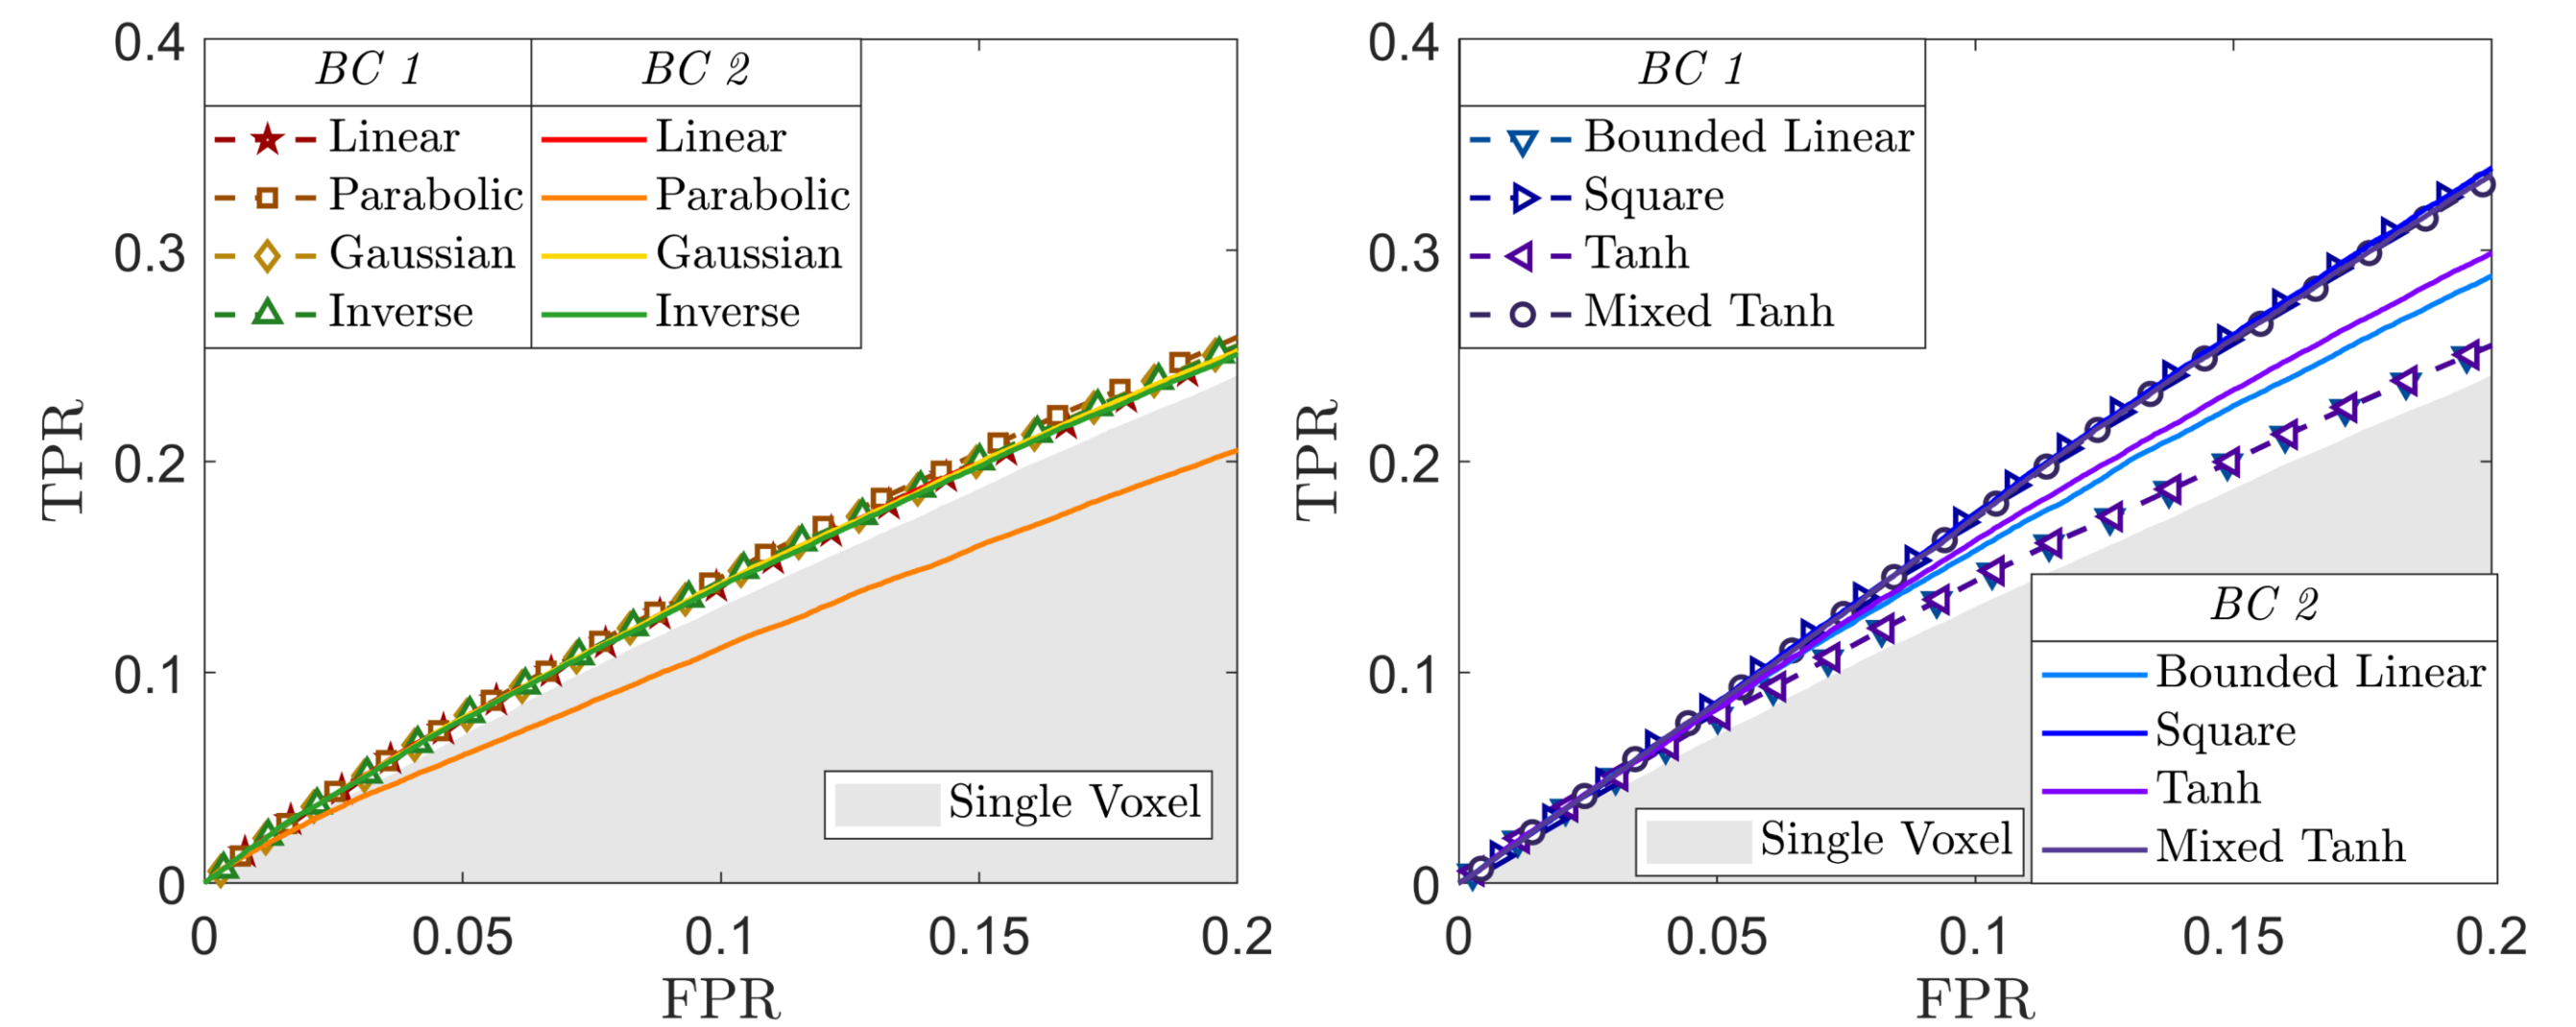 0.4
0.3
0.2
0.1
0
TPR
BC 1
Linear
Parabolic
Gaussian
Inverse
BC 2
Linear
Parabolic
Gaussian
Inverse
Single Voxel
0 0.05 0.1 0.15 0.2
FPR
0.4
0.3
0.2
0.1
0
TPR
BC 1
Bounded Linear
Square
Tanh
Mixed Tanh
BC 2
Bounded Linear
Square
Tanh
Mixed Tanh
Single Voxel
0 0.05 0.1 0.15 0.2
FPR